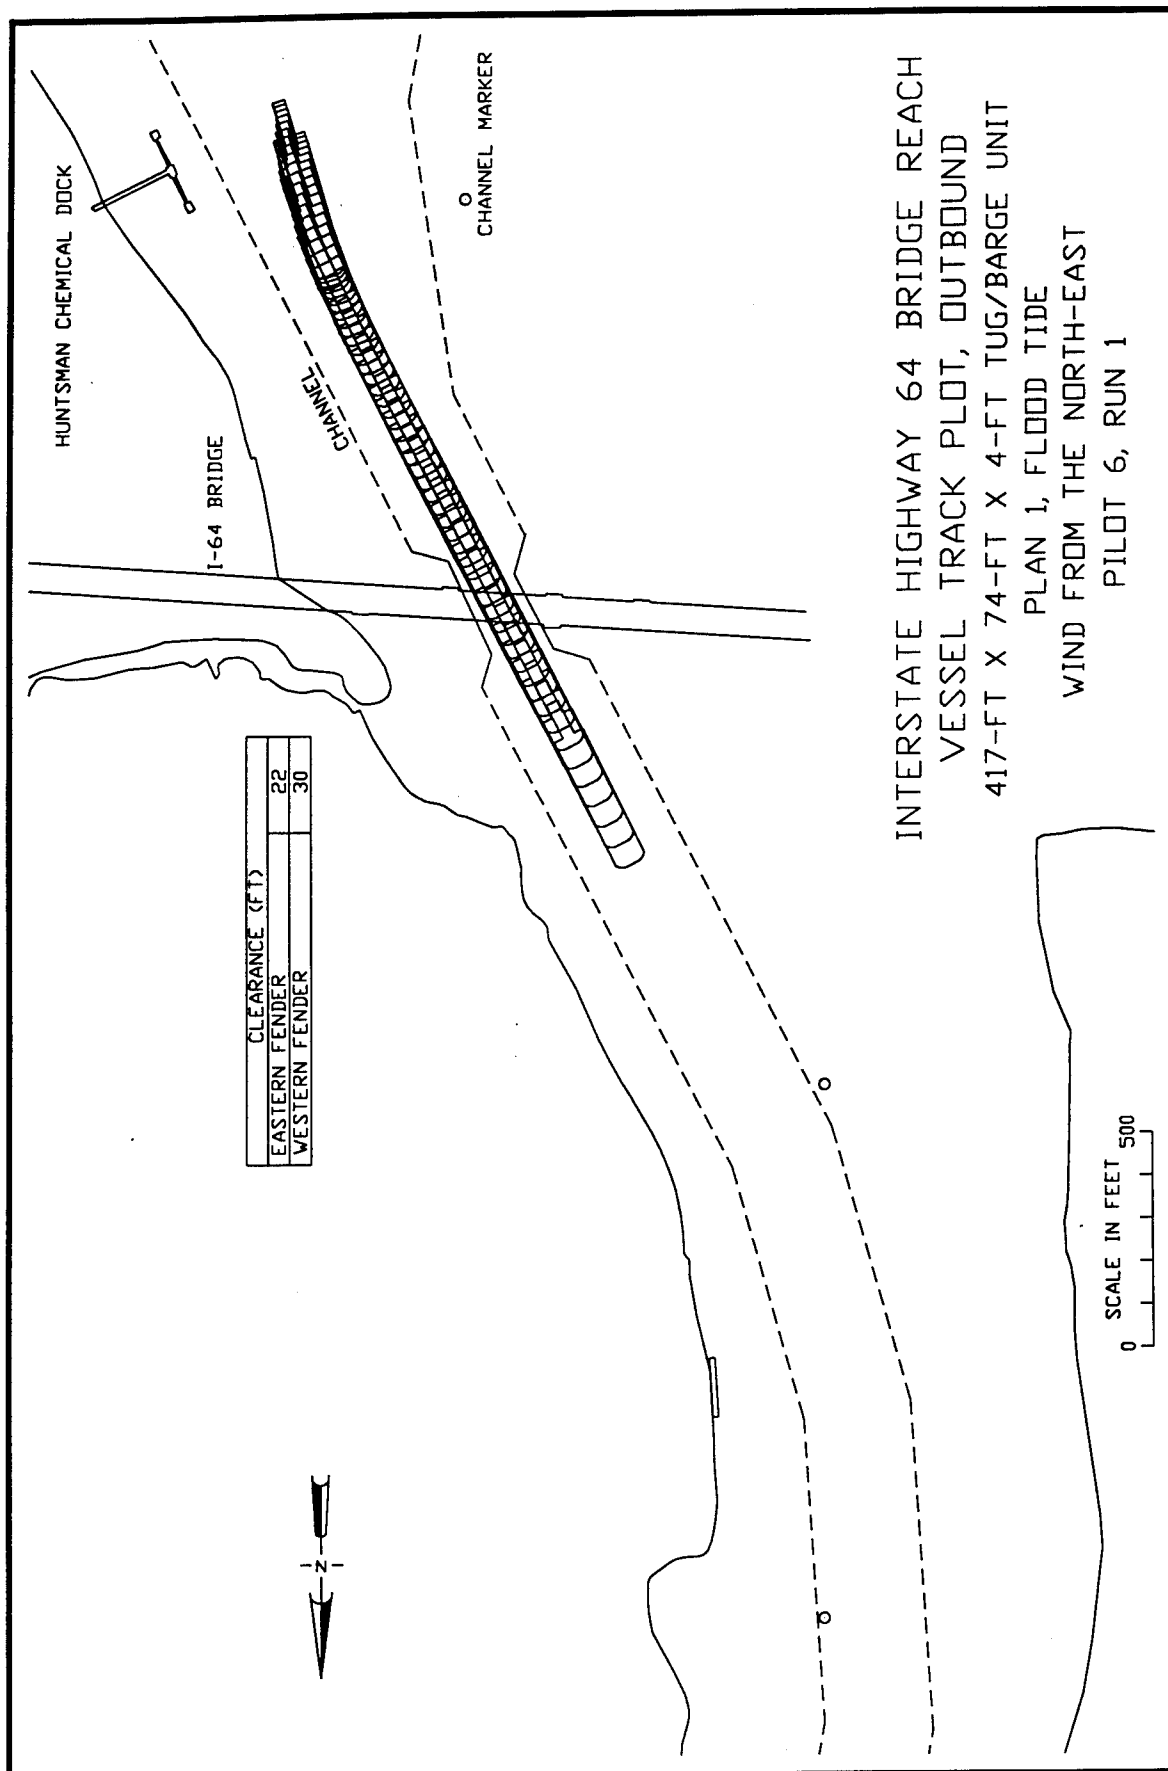 HUNTSMAN CHEMICAL DOCK
CHANNEL MARKER
I-64 BRIDGE
CHANNEL
CLEARANCE (FT)
EASTERN FENDER 22
WESTERN FENDER 30
N
SCALE IN FEET
0 500
INTERSTATE HIGHWAY 64 BRIDGE REACH
VESSEL TRACK PLOT, OUTBOUND
417-FT X 74-FT X 4-FT TUG/BARGE UNIT
PLAN 1, FLOOD TIDE
WIND FROM THE NORTH-EAST
PILOT 6, RUN 1